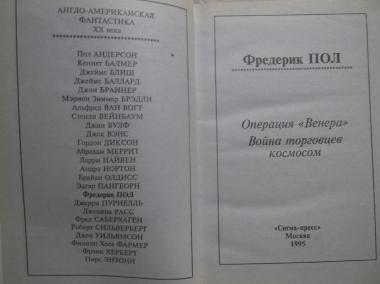 АНГЛО-АМЕРИКАНСКАЯ
ФАНТАСТИКА
XX века
Пол АНДЕРСОН
Кеннет БАЛМЕР
Джеймс БЛИШ
Джеймс БАЛЛАРД
Джон БРАННЕР
Мэрион Зиммер БРЭДЛИ
Альфред ВАН ВОГТ
Стенли ВЕЙНБАУМ
Джин ВУЛФ
Джек ВЭНС
Гордон ДИКСОН
Абрахам МЕРРИТ
Ларри НАЙВЕН
Андрэ НОРТОН
Брайан ОЛДИСС
Эдгар ПАНГБОРН
Фредерик ПОЛ
Джерри ПУРНЕЛЛЬ
Джоанна РАСС
Фред САБЕРХАГЕН
Роберт СИЛЬВЕРБЕРГ
Джек УИЛЬЯМСОН
Филипп Хосе ФАРМЕР
Фрэнк ХЕРБЕРТ
Пирс ЭНТОНИ
Фредерик ПОЛ
Операция «Венера»
Война торговцев
космосом
«Сигма-пресс»
Москва
1995